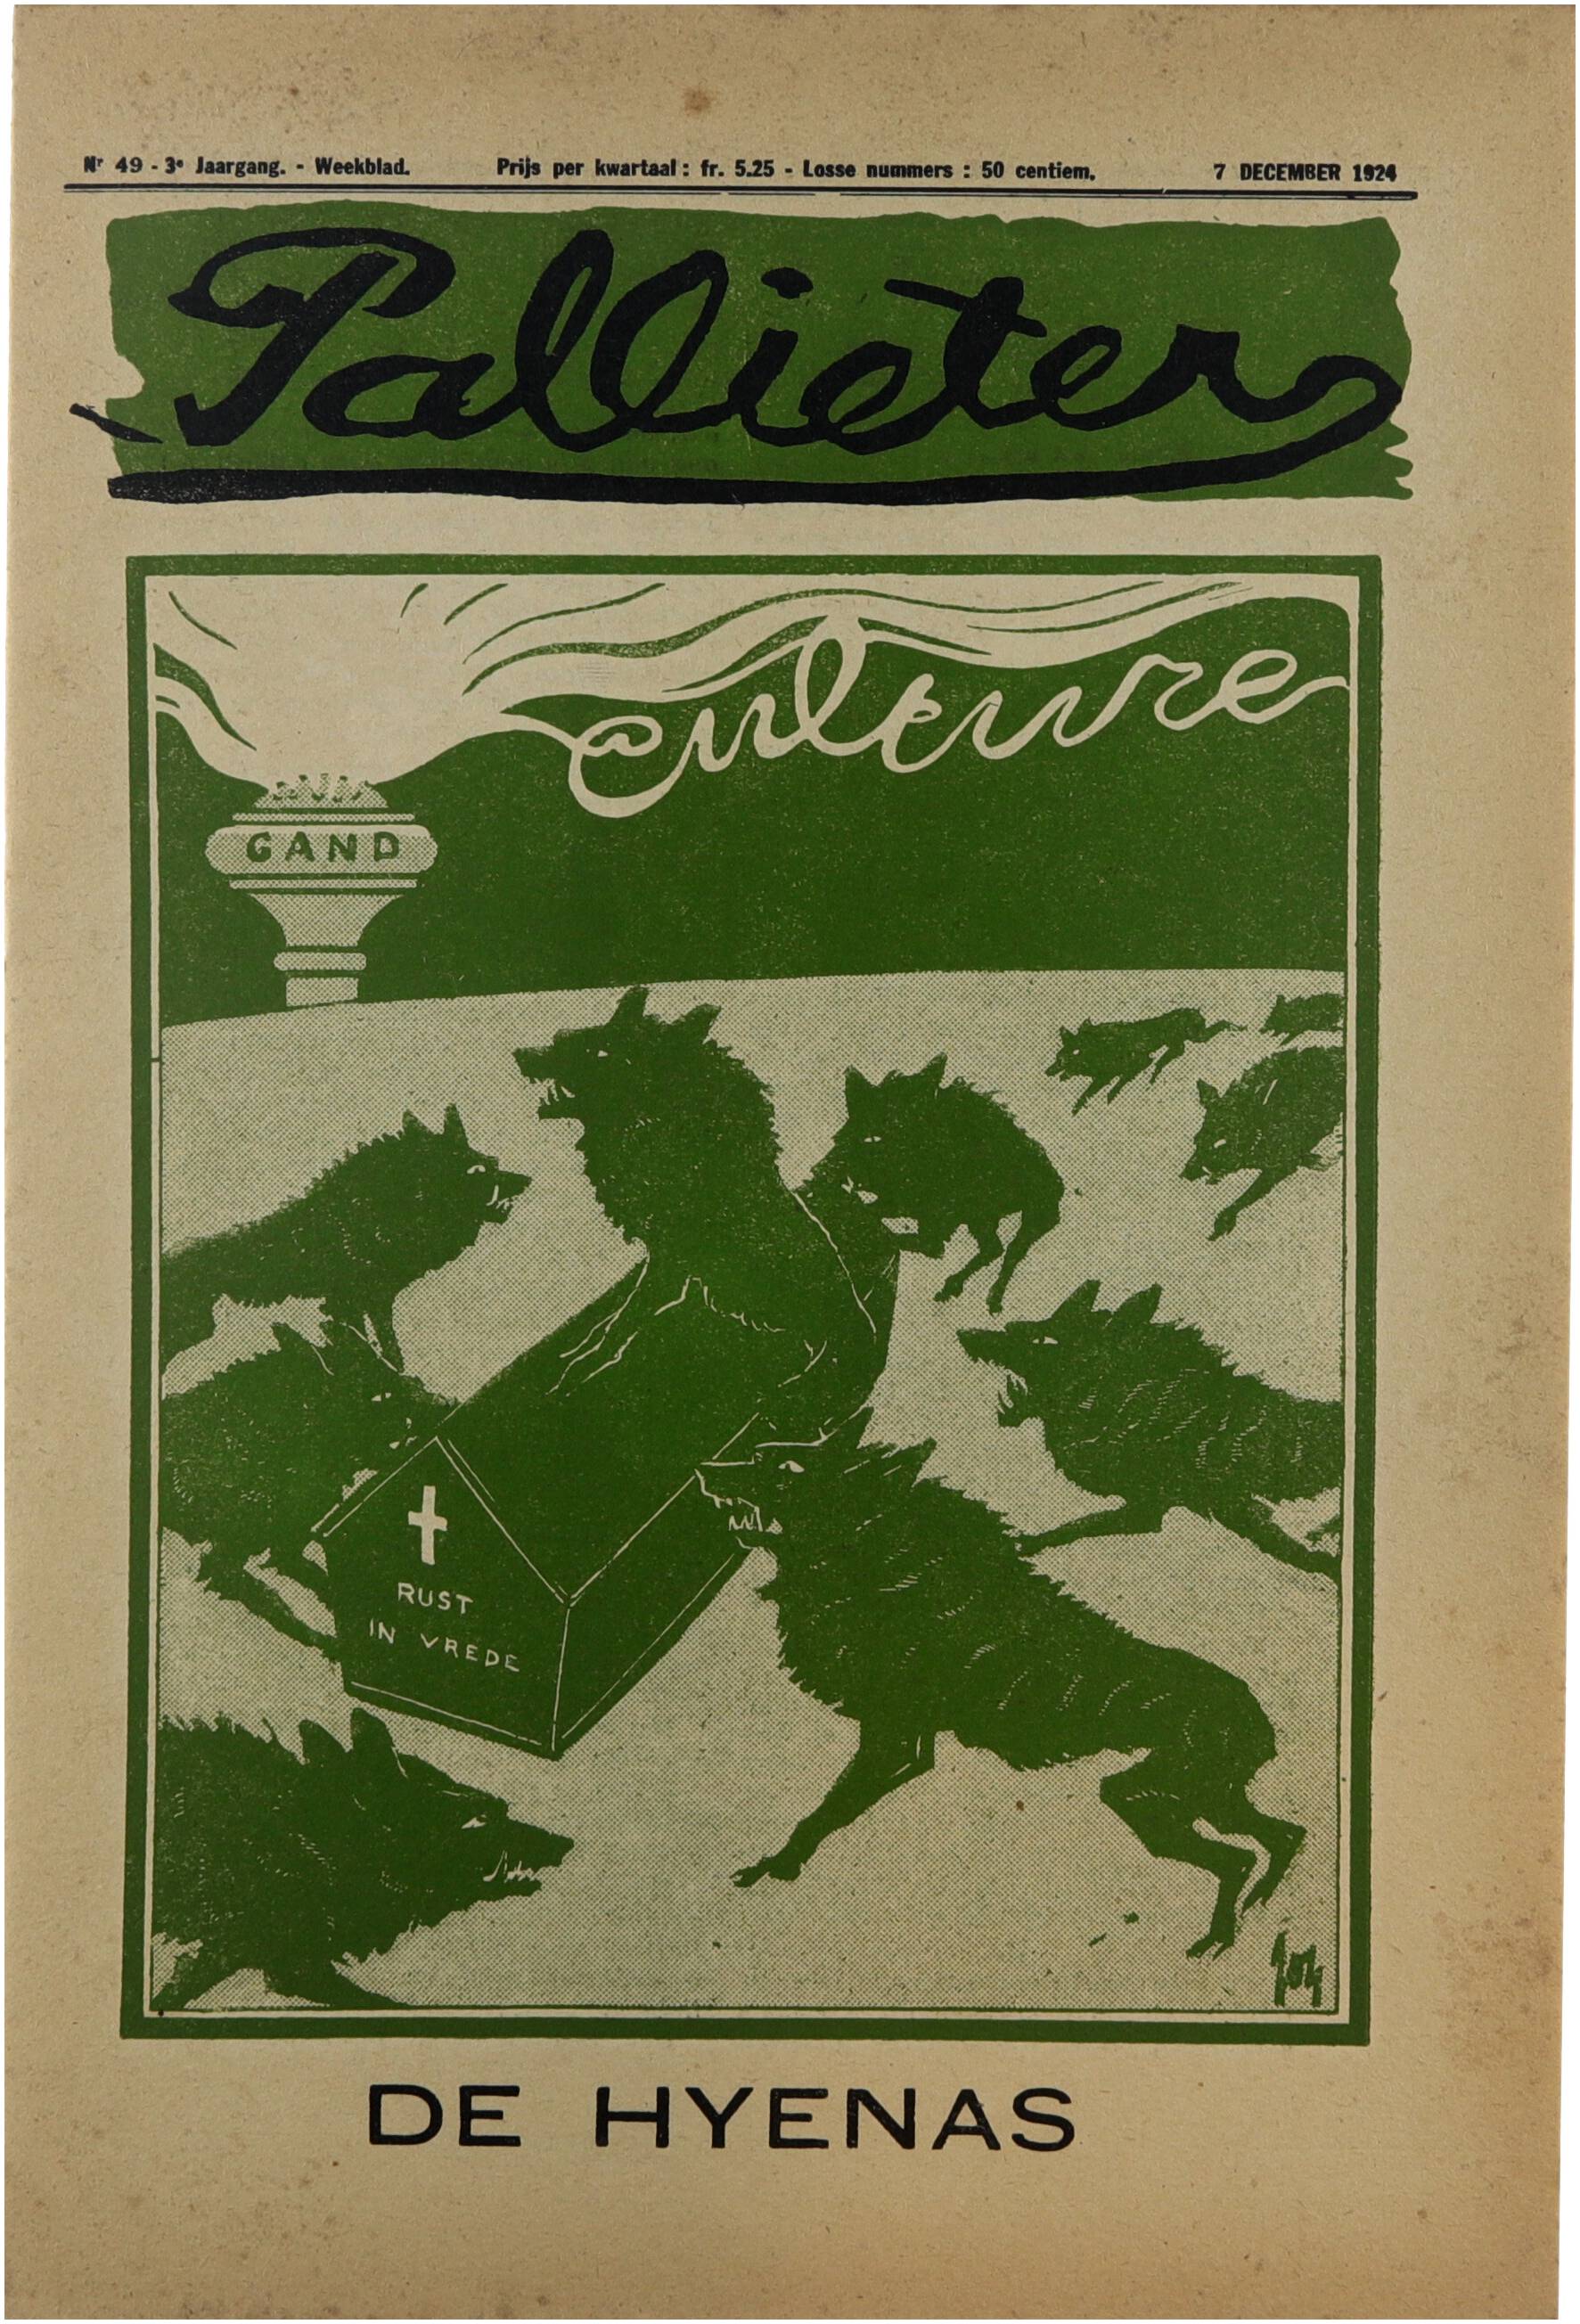 Nr 49 - 3e Jaargang. - Weekblad. Prijs per kwartaal : fr. 5.25 - Losse nummers : 50 centiem. 7 DECEMBER 1924
Pallieter
culture
GAND
RUST
IN VREDE
DE HYENAS